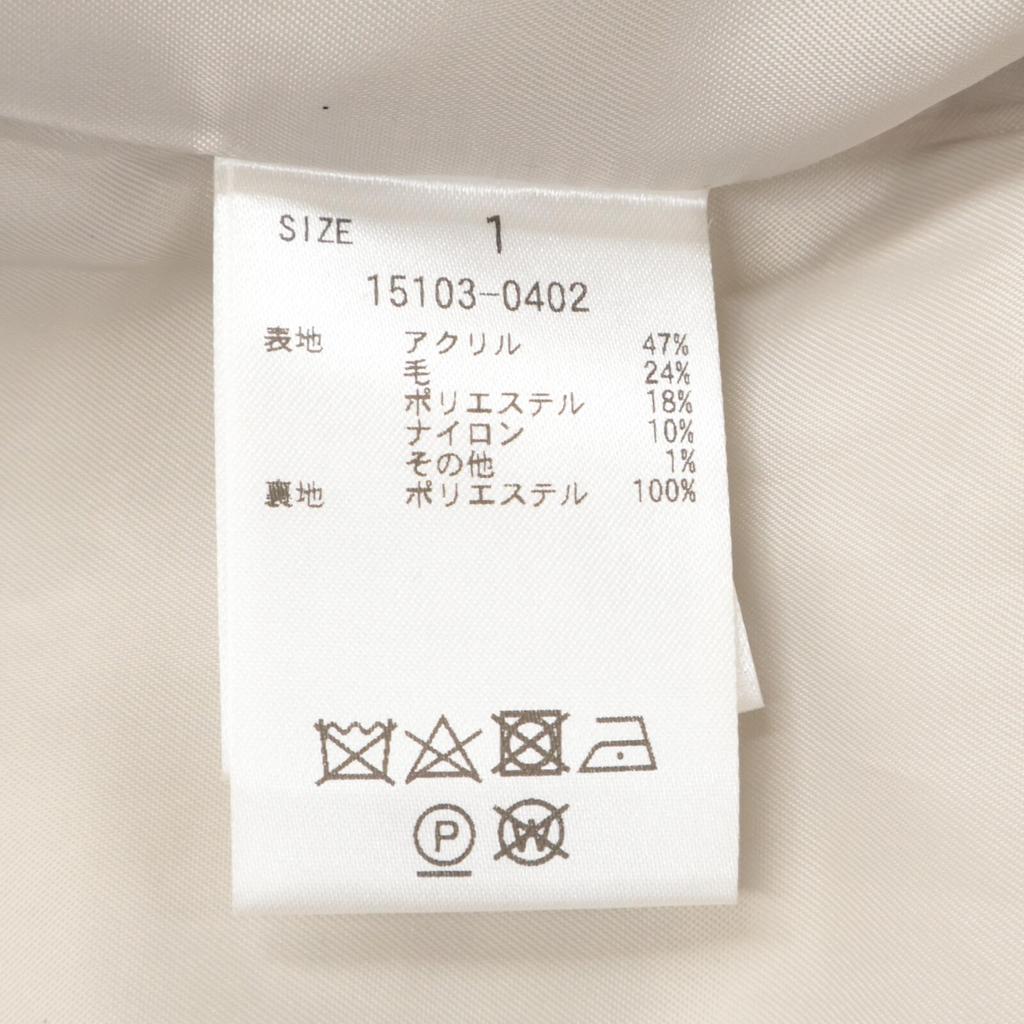 SIZE 1
15103-0402
表地 アクリル 47%
毛 24%
ポリエステル 18%
ナイロン 10%
その他 1%
裏地 ポリエステル 100%
P W